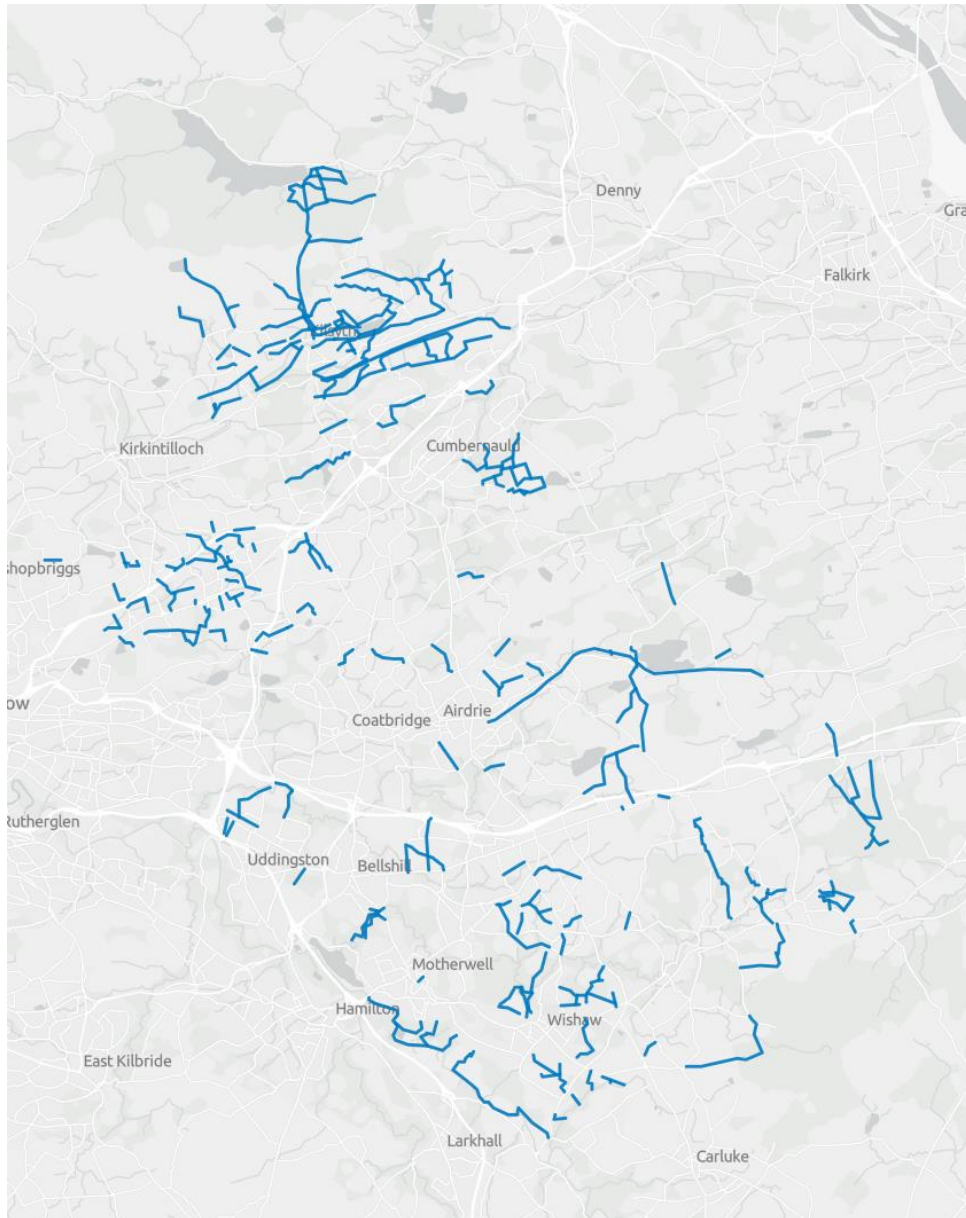 Denny
Gra
Falkirk
Kirkintilloch
Cumbernauld
shopbriggs
Airdrie
Coatbridge
ow
Rutherglen
Uddingston
Bellshill
Motherwell
Hamilton
Wishaw
East Kilbride
Larkhall
Carluke